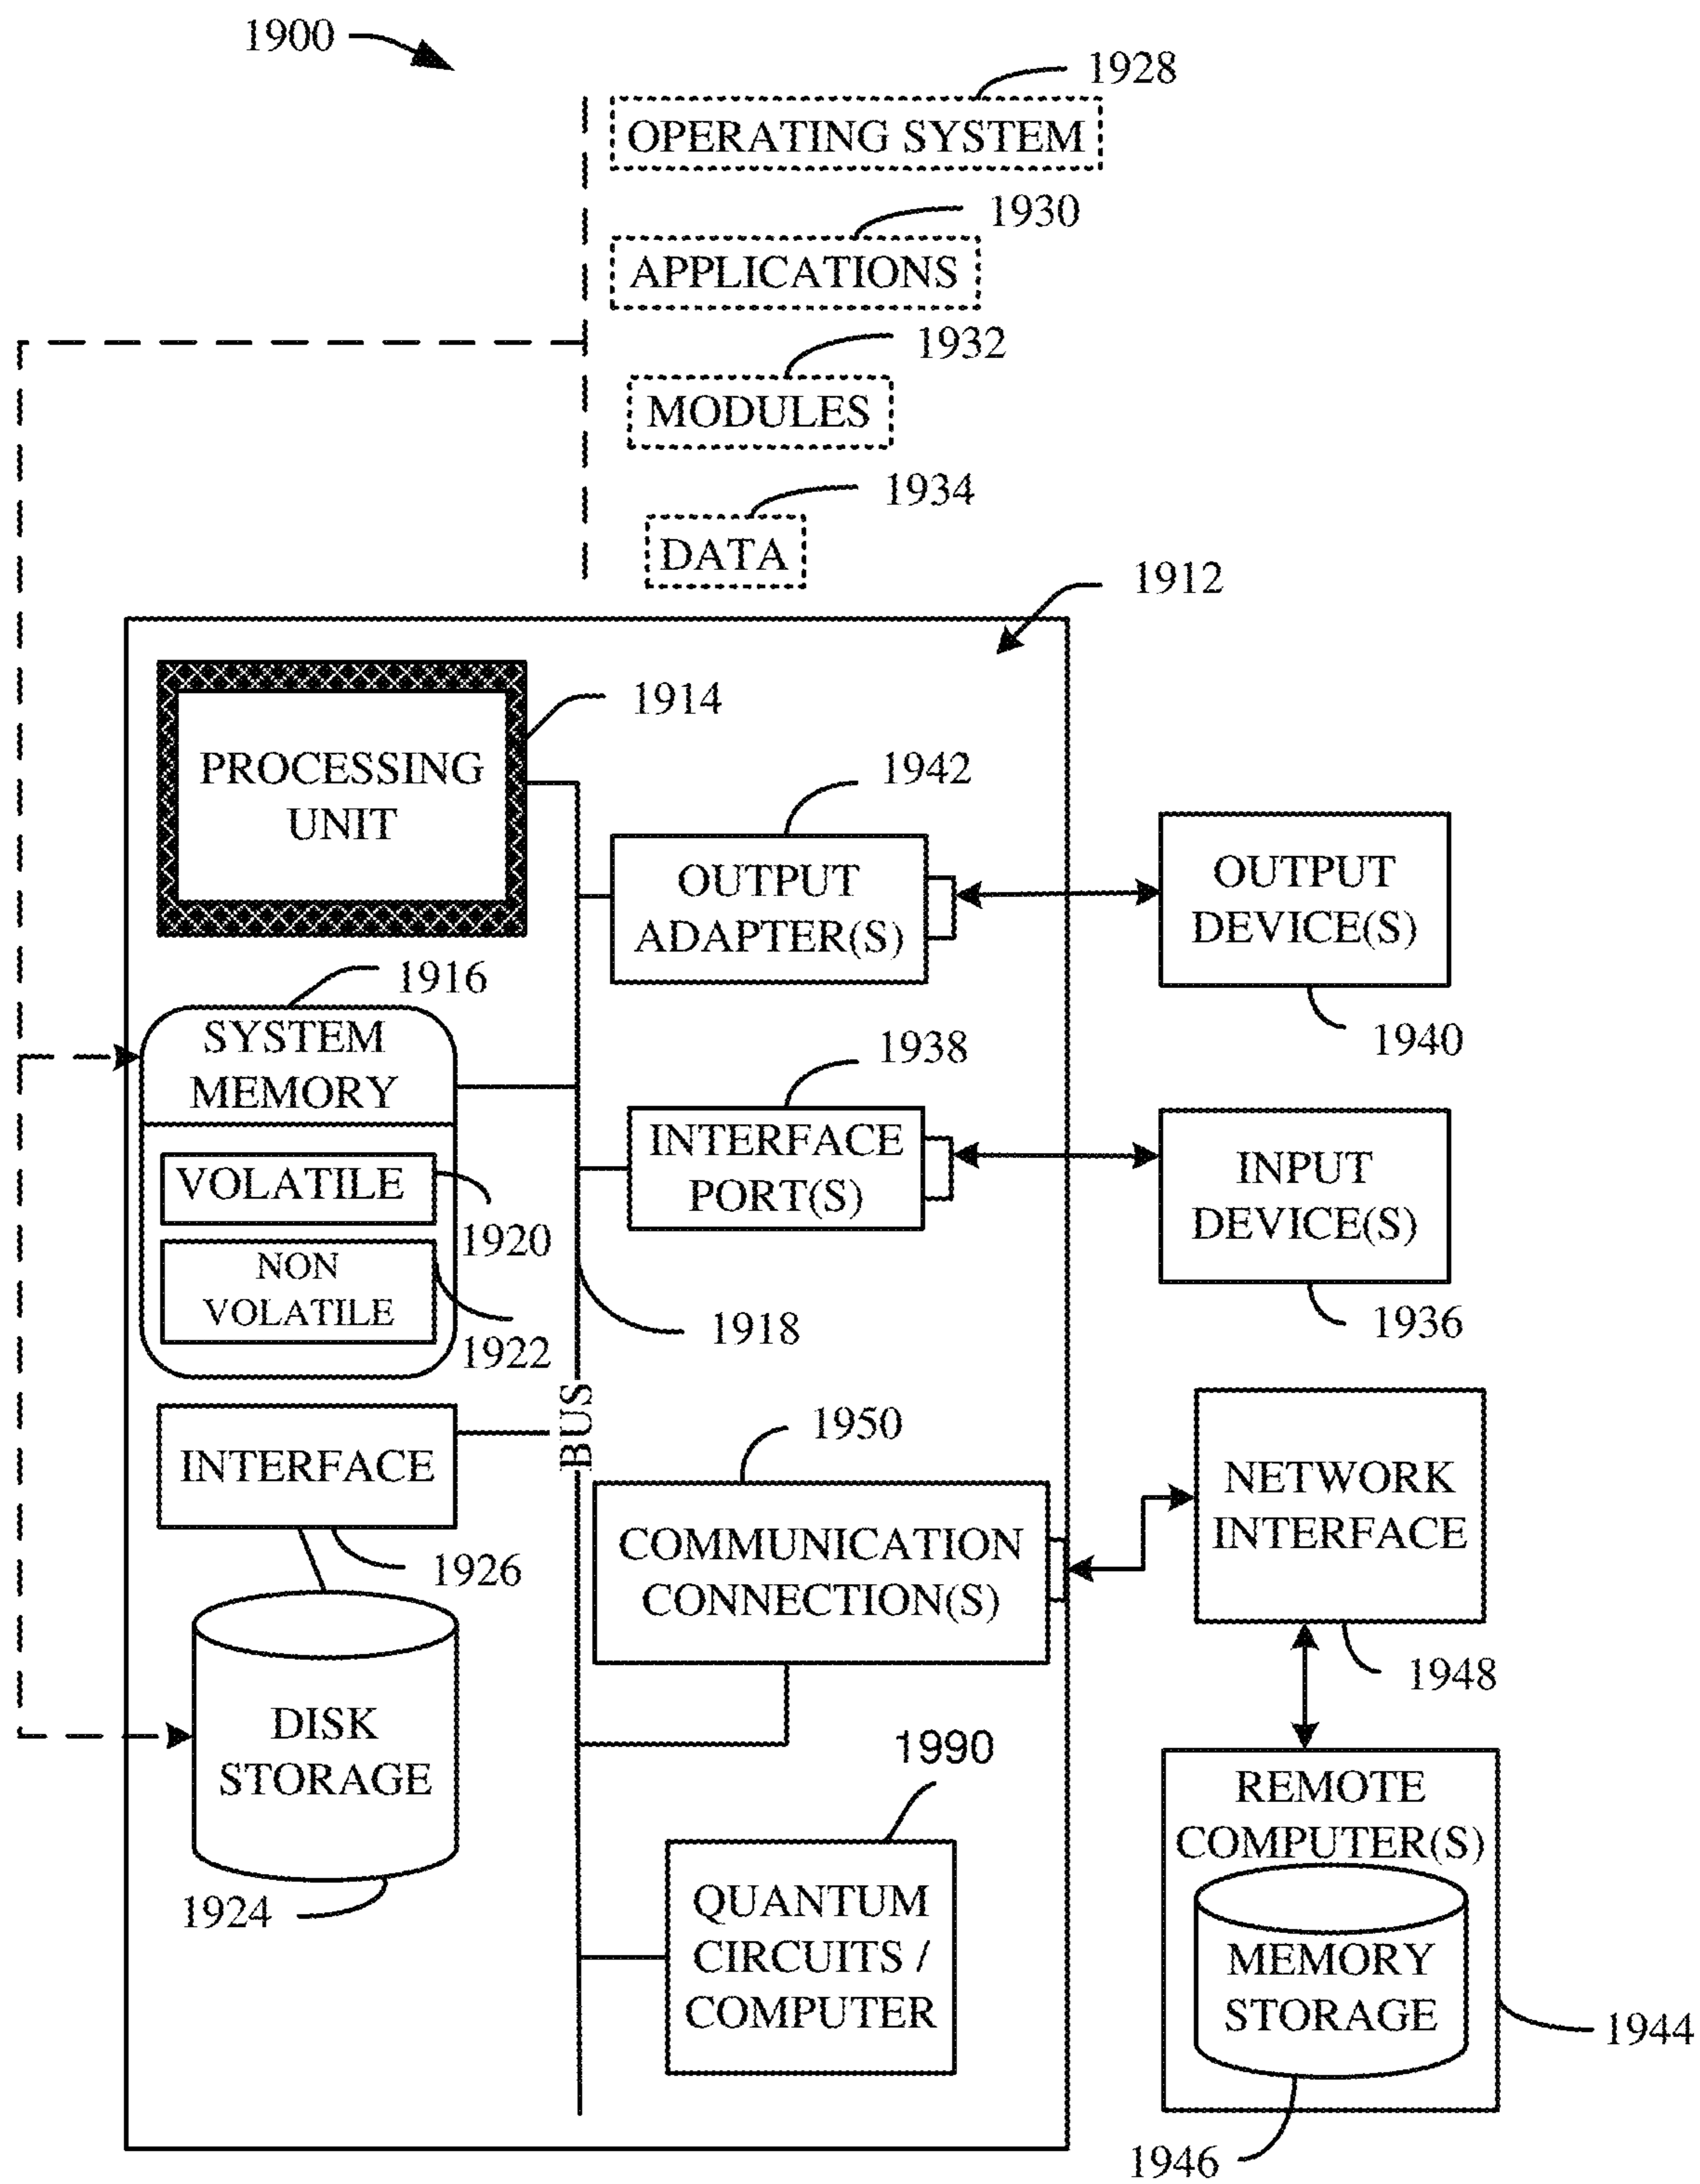 1900
1928
OPERATING SYSTEM
1930
APPLICATIONS
1932
MODULES
1934
DATA
1912
1914
PROCESSING
UNIT
1942
OUTPUT
ADAPTER(S)
OUTPUT
DEVICE(S)
1940
1916
SYSTEM
MEMORY
VOLATILE
1920
NON
VOLATILE
1922
1938
INTERFACE
PORT(S)
INPUT
DEVICE(S)
1936
1918
BUS
INTERFACE
1926
1950
COMMUNICATION
CONNECTION(S)
NETWORK
INTERFACE
1948
DISK
STORAGE
1924
1990
QUANTUM
CIRCUITS /
COMPUTER
REMOTE
COMPUTER(S)
MEMORY
STORAGE
1944
1946